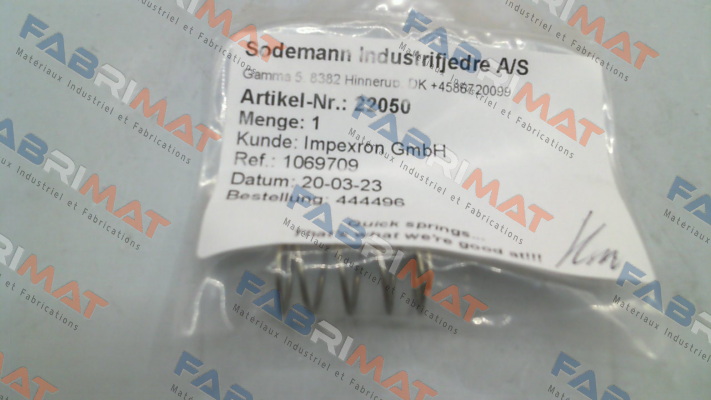 Sodemann Industrifjedre A/S
Gamma 5, 8382 Hinnerup, DK +4586720099
Artikel-Nr.: 22050
Menge: 1
Kunde: Impexron GmbH
Ref.: 1069709
Datum: 20-03-23
Bestellung: 444496
Quick springs...
that's what we're good at!!!
FABRIMAT
Materiaux Industriel et Fabrications